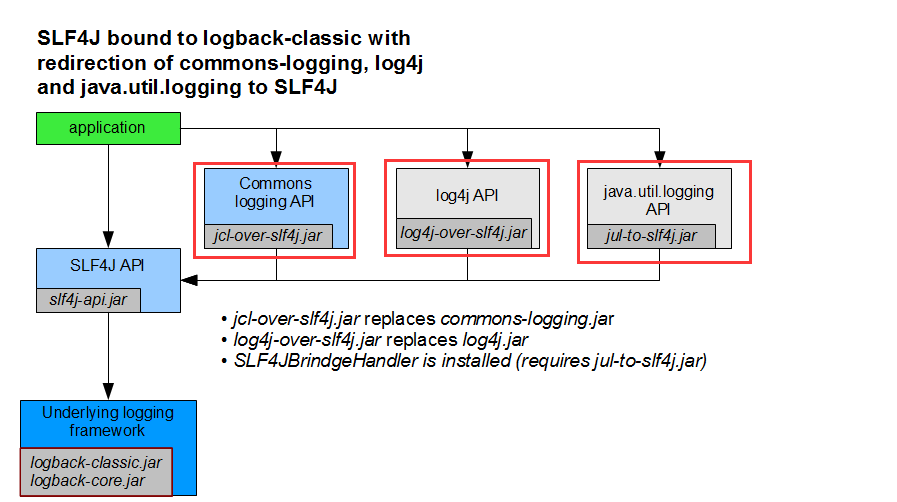 SLF4J bound to logback-classic with
redirection of commons-logging, log4j
and java.util.logging to SLF4J
application
Commons
logging API
jcl-over-slf4j.jar
log4j API
log4j-over-slf4j.jar
java.util.logging
API
jul-to-slf4j.jar
SLF4J API
slf4j-api.jar
• jcl-over-slf4j.jar replaces commons-logging.jar
• log4j-over-slf4j.jar replaces log4j.jar
• SLF4JBrindgeHandler is installed (requires jul-to-slf4j.jar)
Underlying logging
framework
logback-classic.jar
logback-core.jar